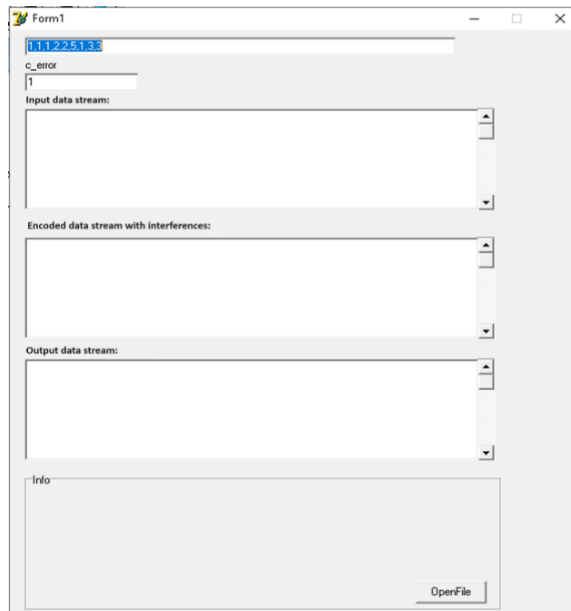 Form1
1,1,1,2,2,5,1,3,3
c_error
1
Input data stream:
Encoded data stream with interferences:
Output data stream:
Info
OpenFile